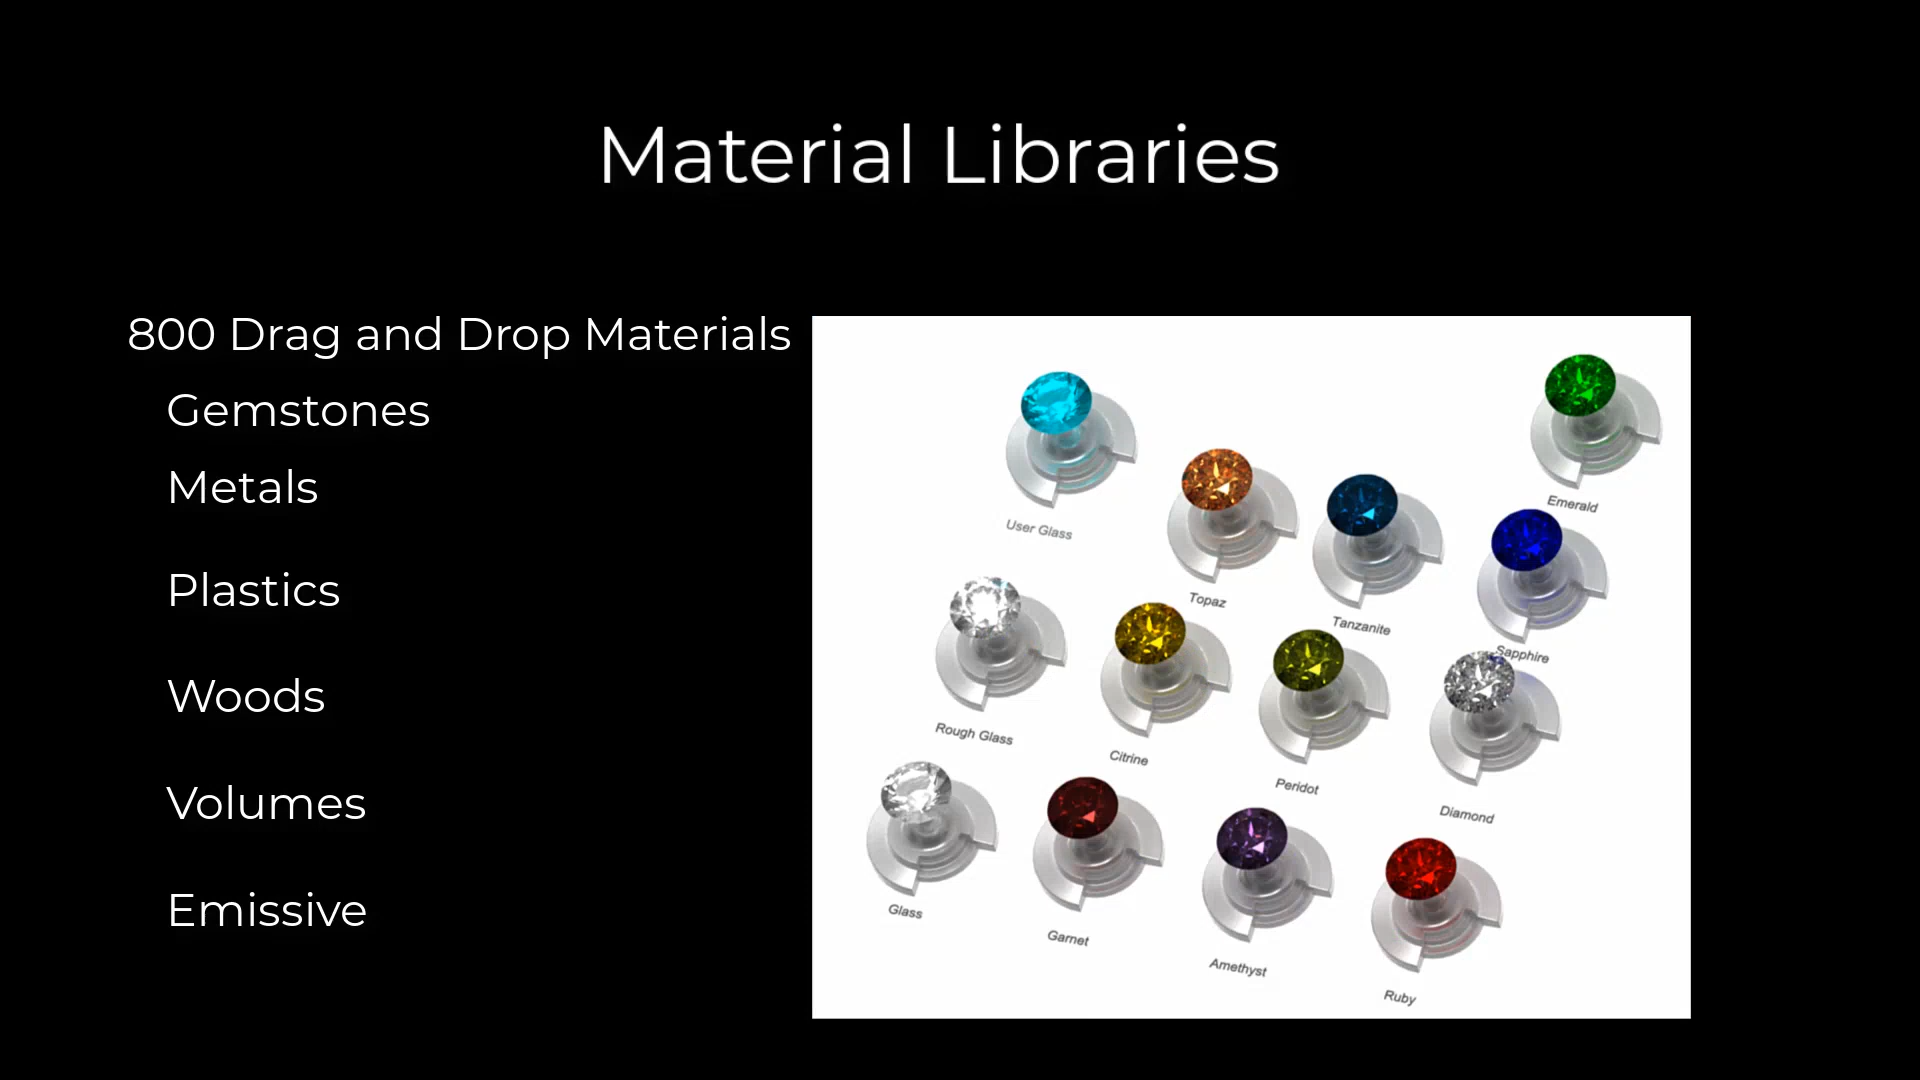 Material Libraries
800 Drag and Drop Materials
Gemstones
Metals
Plastics
Woods
Volumes
Emissive
User Glass
Emerald
Topaz
Tanzanite
Sapphire
Rough Glass
Citrine
Peridot
Diamond
Glass
Garnet
Amethyst
Ruby